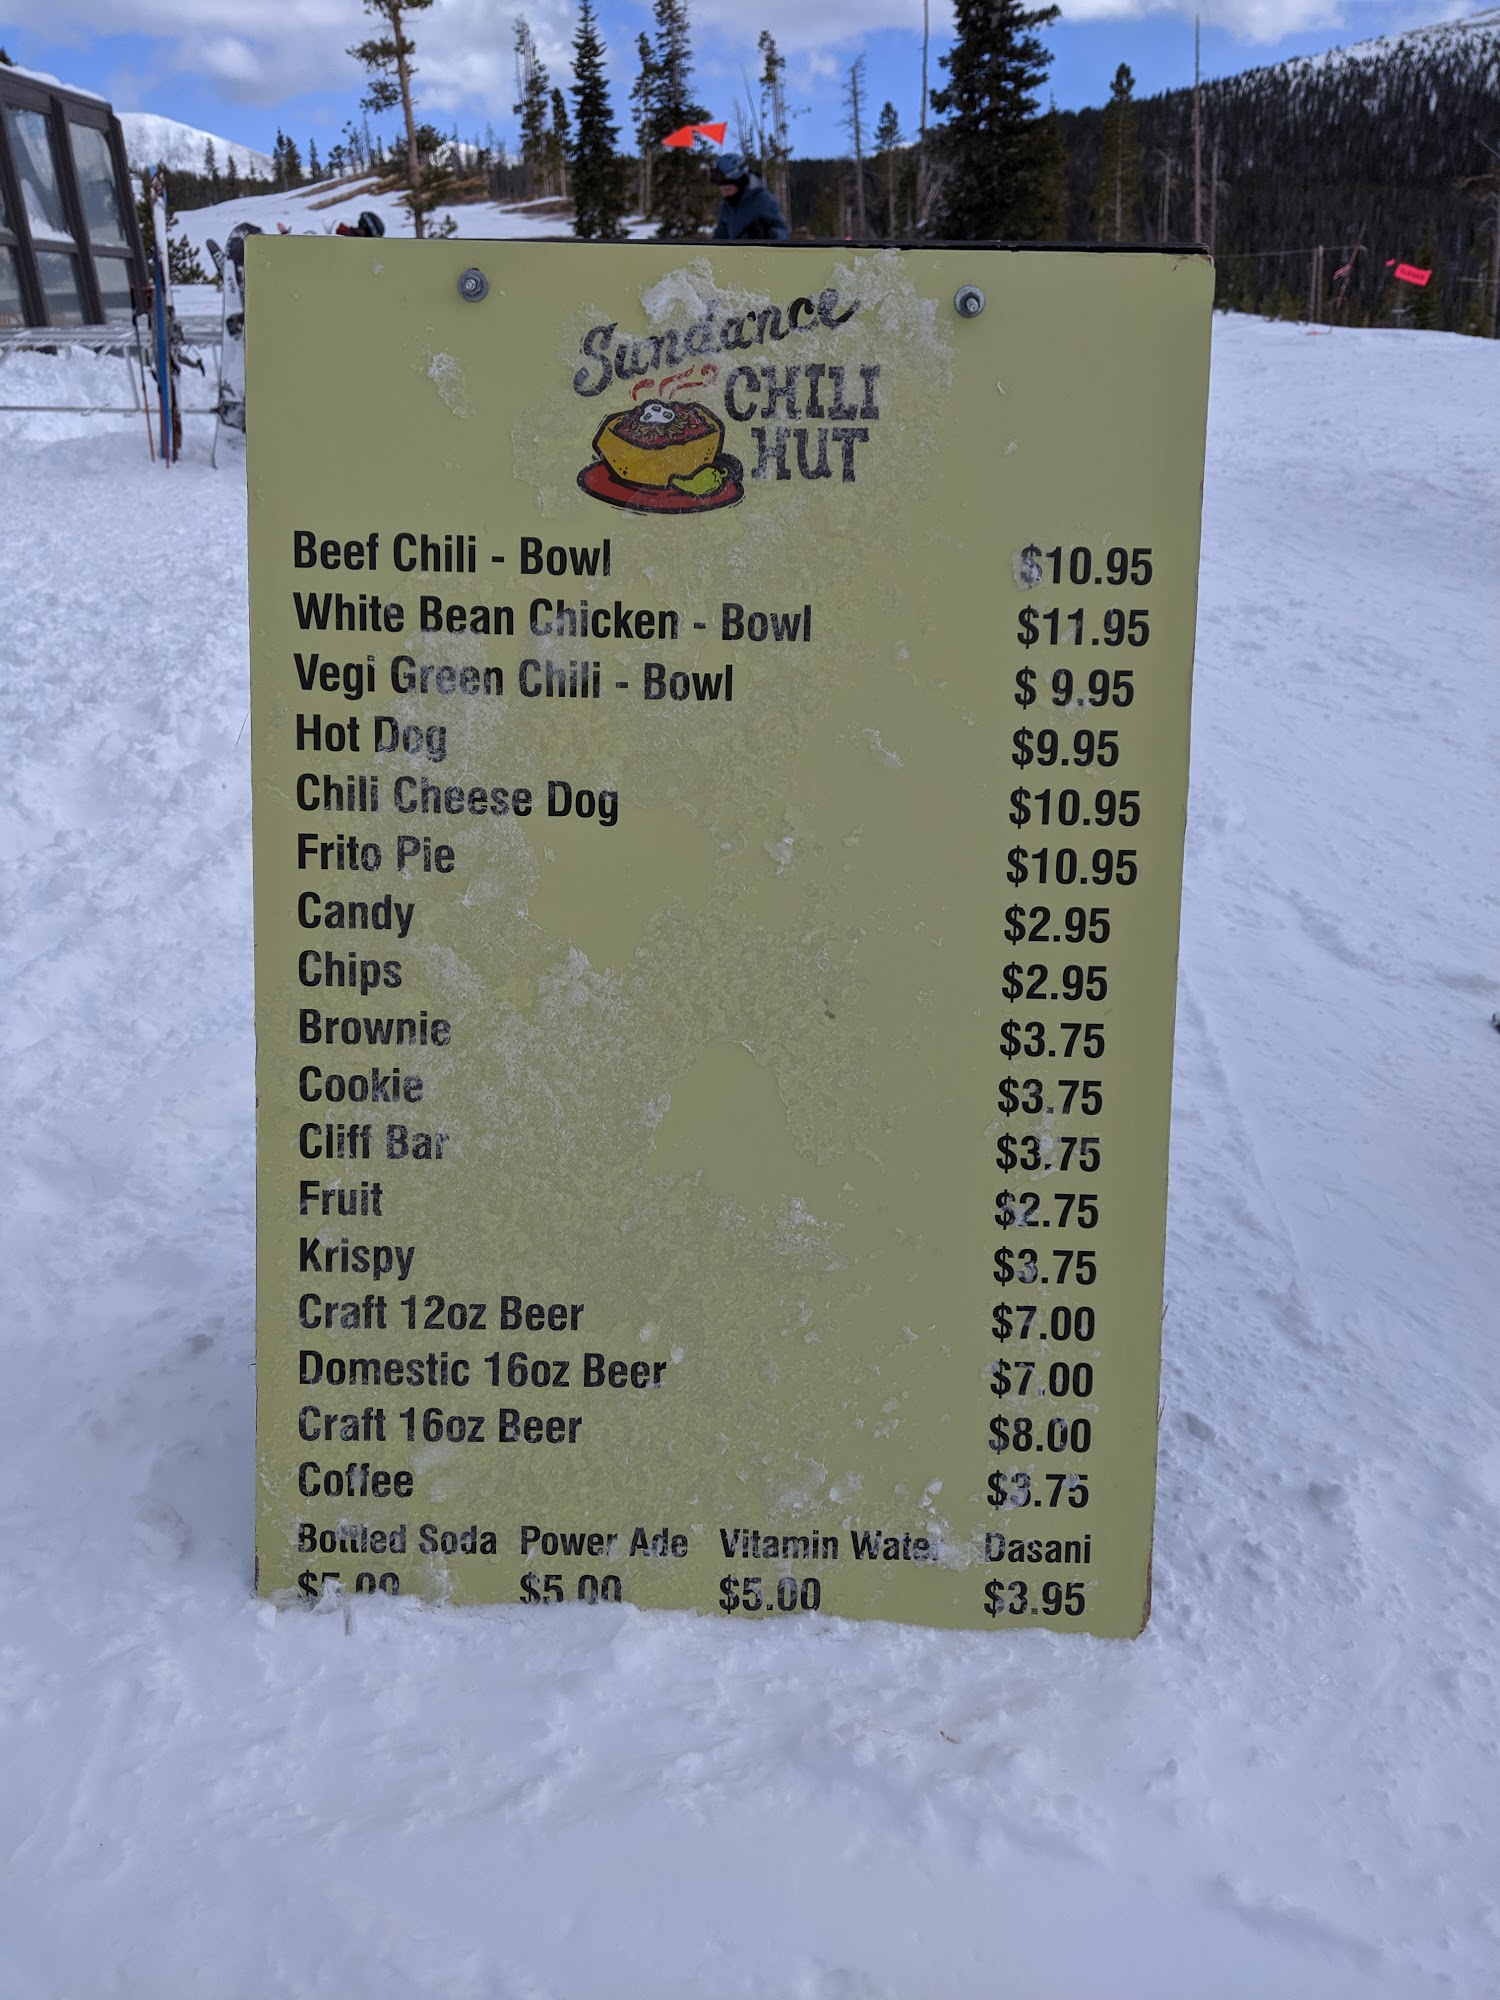 Sundance
CHILI
HUT
Beef Chili - Bowl $10.95
White Bean Chicken - Bowl $11.95
Vegi Green Chili - Bowl $ 9.95
Hot Dog $9.95
Chili Cheese Dog $10.95
Frito Pie $10.95
Candy $2.95
Chips $2.95
Brownie $3.75
Cookie $3.75
Cliff Bar $3.75
Fruit $2.75
Krispy $3.75
Craft 12oz Beer $7.00
Domestic 16oz Beer $7.00
Craft 16oz Beer $8.00
Coffee $3.75
Bottled Soda Power Ade Vitamin Water Dasani
$5.00 $5.00 $5.00 $3.95
CLOSED